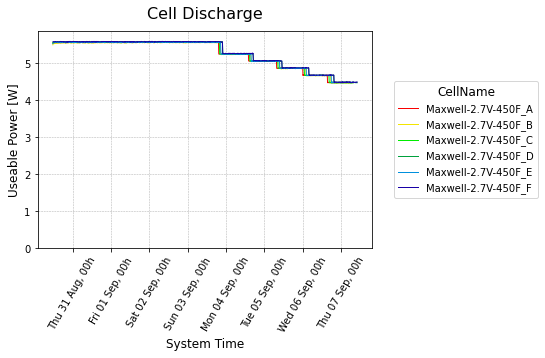 Cell Discharge
Useable Power [W]
5
4
3
2
1
0
Thu 31 Aug, 00h
Fri 01 Sep, 00h
Sat 02 Sep, 00h
Sun 03 Sep, 00h
Mon 04 Sep, 00h
Tue 05 Sep, 00h
Wed 06 Sep, 00h
Thu 07 Sep, 00h
System Time
CellName
Maxwell-2.7V-450F_A
Maxwell-2.7V-450F_B
Maxwell-2.7V-450F_C
Maxwell-2.7V-450F_D
Maxwell-2.7V-450F_E
Maxwell-2.7V-450F_F